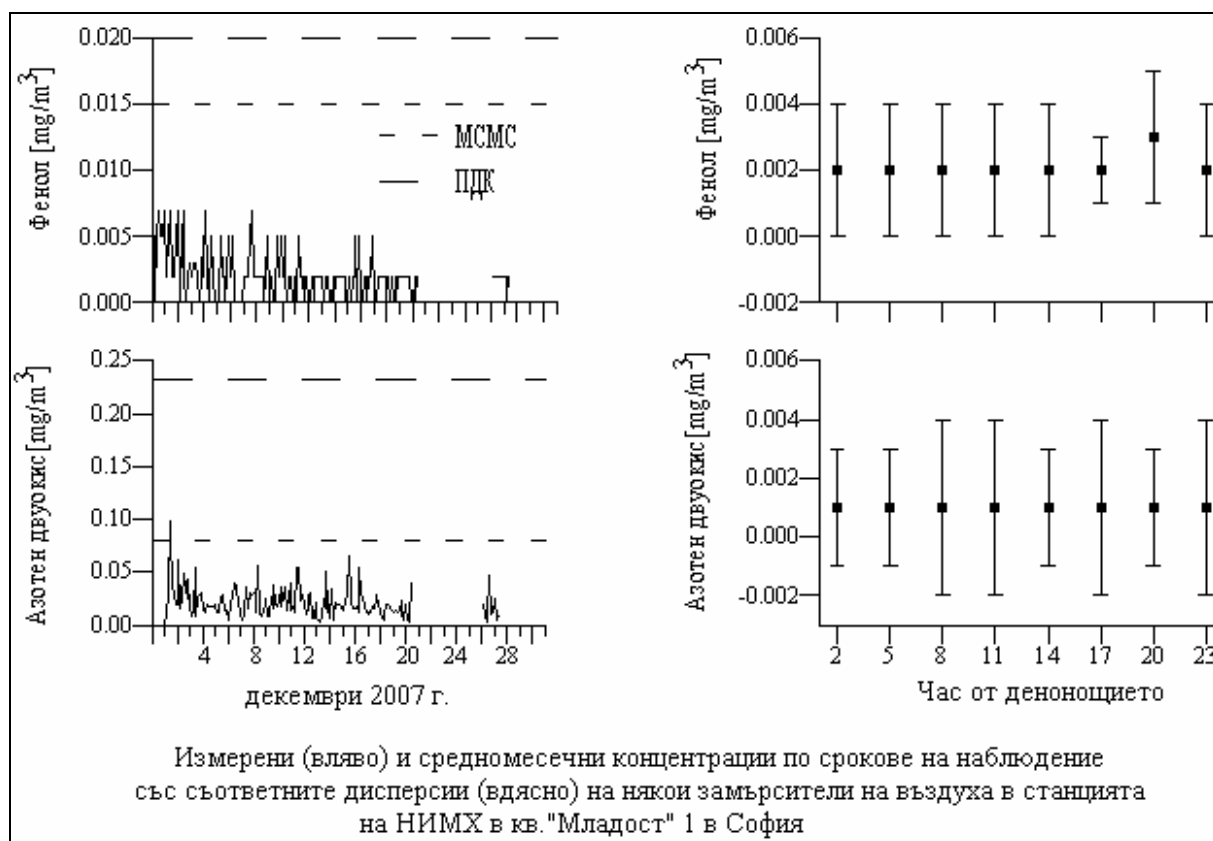 Фенол [mg/m³]
0.020
0.015
0.010
0.005
0.000
МСМС
ПДК
Фенол [mg/m³]
0.006
0.004
0.002
0.000
-0.002
Азотен двуокис [mg/m³]
0.25
0.20
0.15
0.10
0.05
0.00
4 8 12 16 20 24 28
декември 2007 г.
Азотен двуокис [mg/m³]
0.006
0.004
0.002
0.000
-0.002
2 5 8 11 14 17 20 23
Час от денонощието
Измерени (вляво) и средномесечни концентрации по срокове на наблюдение
със съответните дисперсии (вдясно) на някои замърсители на въздуха в станцията
на НИМХ в кв."Младост" 1 в София